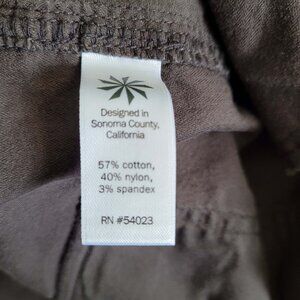 Designed in
Sonoma County,
California
57% cotton,
40% nylon,
3% spandex
RN #54023